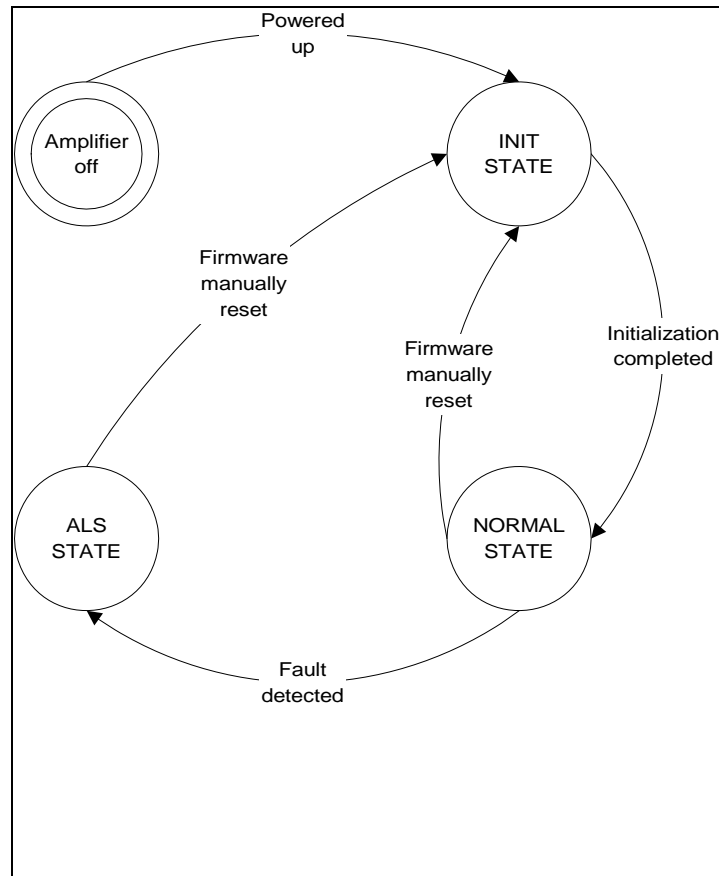 Powered
up
Amplifier
off
INIT
STATE
Firmware
manually
reset
Firmware
manually
reset
Initialization
completed
ALS
STATE
NORMAL
STATE
Fault
detected